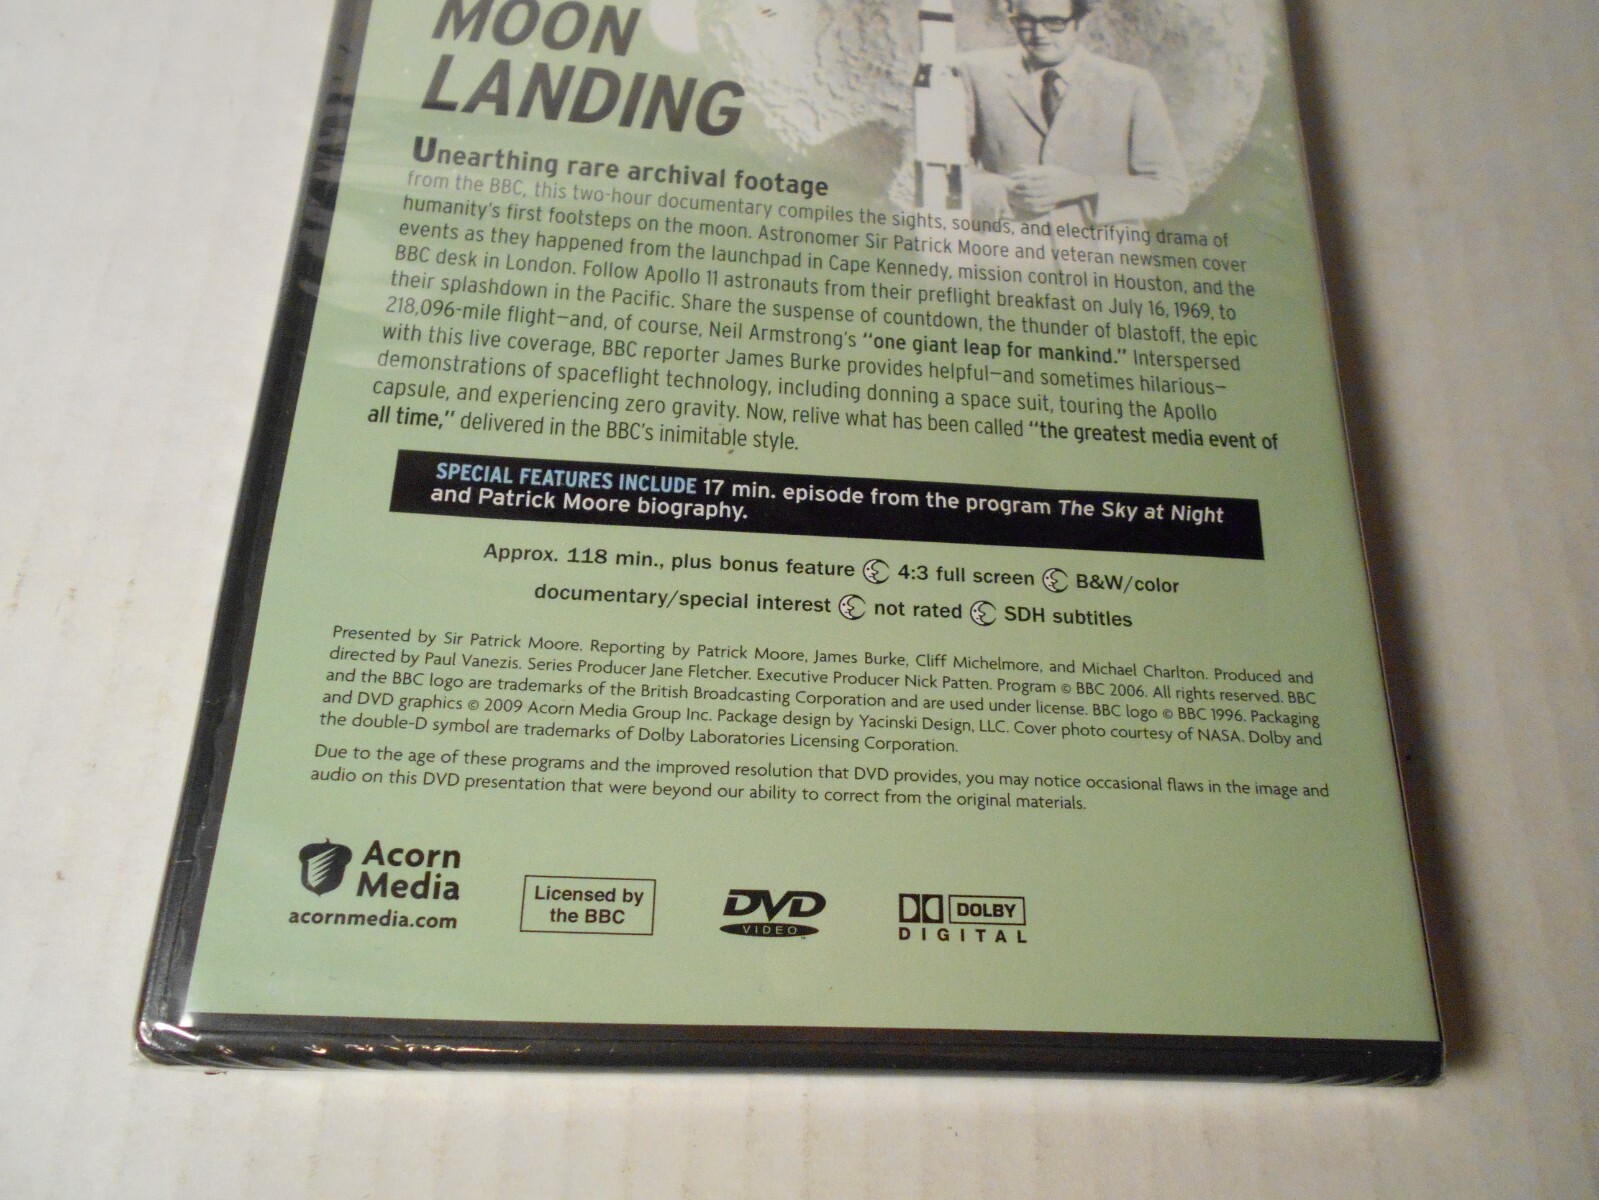 MOON
LANDING
Unearthing rare archival footage
from the BBC, this two-hour documentary compiles the sights, sounds, and electrifying drama of
humanity's first footsteps on the moon. Astronomer Sir Patrick Moore and veteran newsmen cover
events as they happened from the launchpad in Cape Kennedy, mission control in Houston, and the
BBC desk in London. Follow Apollo 11 astronauts from their preflight breakfast on July 16, 1969, to
their splashdown in the Pacific. Share the suspense of countdown, the thunder of blastoff, the epic
218,096-mile flight—and, of course, Neil Armstrong's "one giant leap for mankind." Interspersed
with this live coverage, BBC reporter James Burke provides helpful—and sometimes hilarious—
demonstrations of spaceflight technology, including donning a space suit, touring the Apollo
capsule, and experiencing zero gravity. Now, relive what has been called "the greatest media event of
all time," delivered in the BBC's inimitable style.
SPECIAL FEATURES INCLUDE 17 min. episode from the program The Sky at Night
and Patrick Moore biography.
Approx. 118 min., plus bonus feature 4:3 full screen B&W/color
documentary/special interest not rated SDH subtitles
Presented by Sir Patrick Moore. Reporting by Patrick Moore, James Burke, Cliff Michelmore, and Michael Charlton. Produced and
directed by Paul Vanezis. Series Producer Jane Fletcher. Executive Producer Nick Patten. Program © BBC 2006. All rights reserved. BBC
and the BBC logo are trademarks of the British Broadcasting Corporation and are used under license. BBC logo © BBC 1996. Packaging
and DVD graphics © 2009 Acorn Media Group Inc. Package design by Yacinski Design, LLC. Cover photo courtesy of NASA. Dolby and
the double-D symbol are trademarks of Dolby Laboratories Licensing Corporation.
Due to the age of these programs and the improved resolution that DVD provides, you may notice occasional flaws in the image and
audio on this DVD presentation that were beyond our ability to correct from the original materials.
Acorn
Media
acornmedia.com
Licensed by
the BBC
DVD
VIDEO
DOLBY
DIGITAL